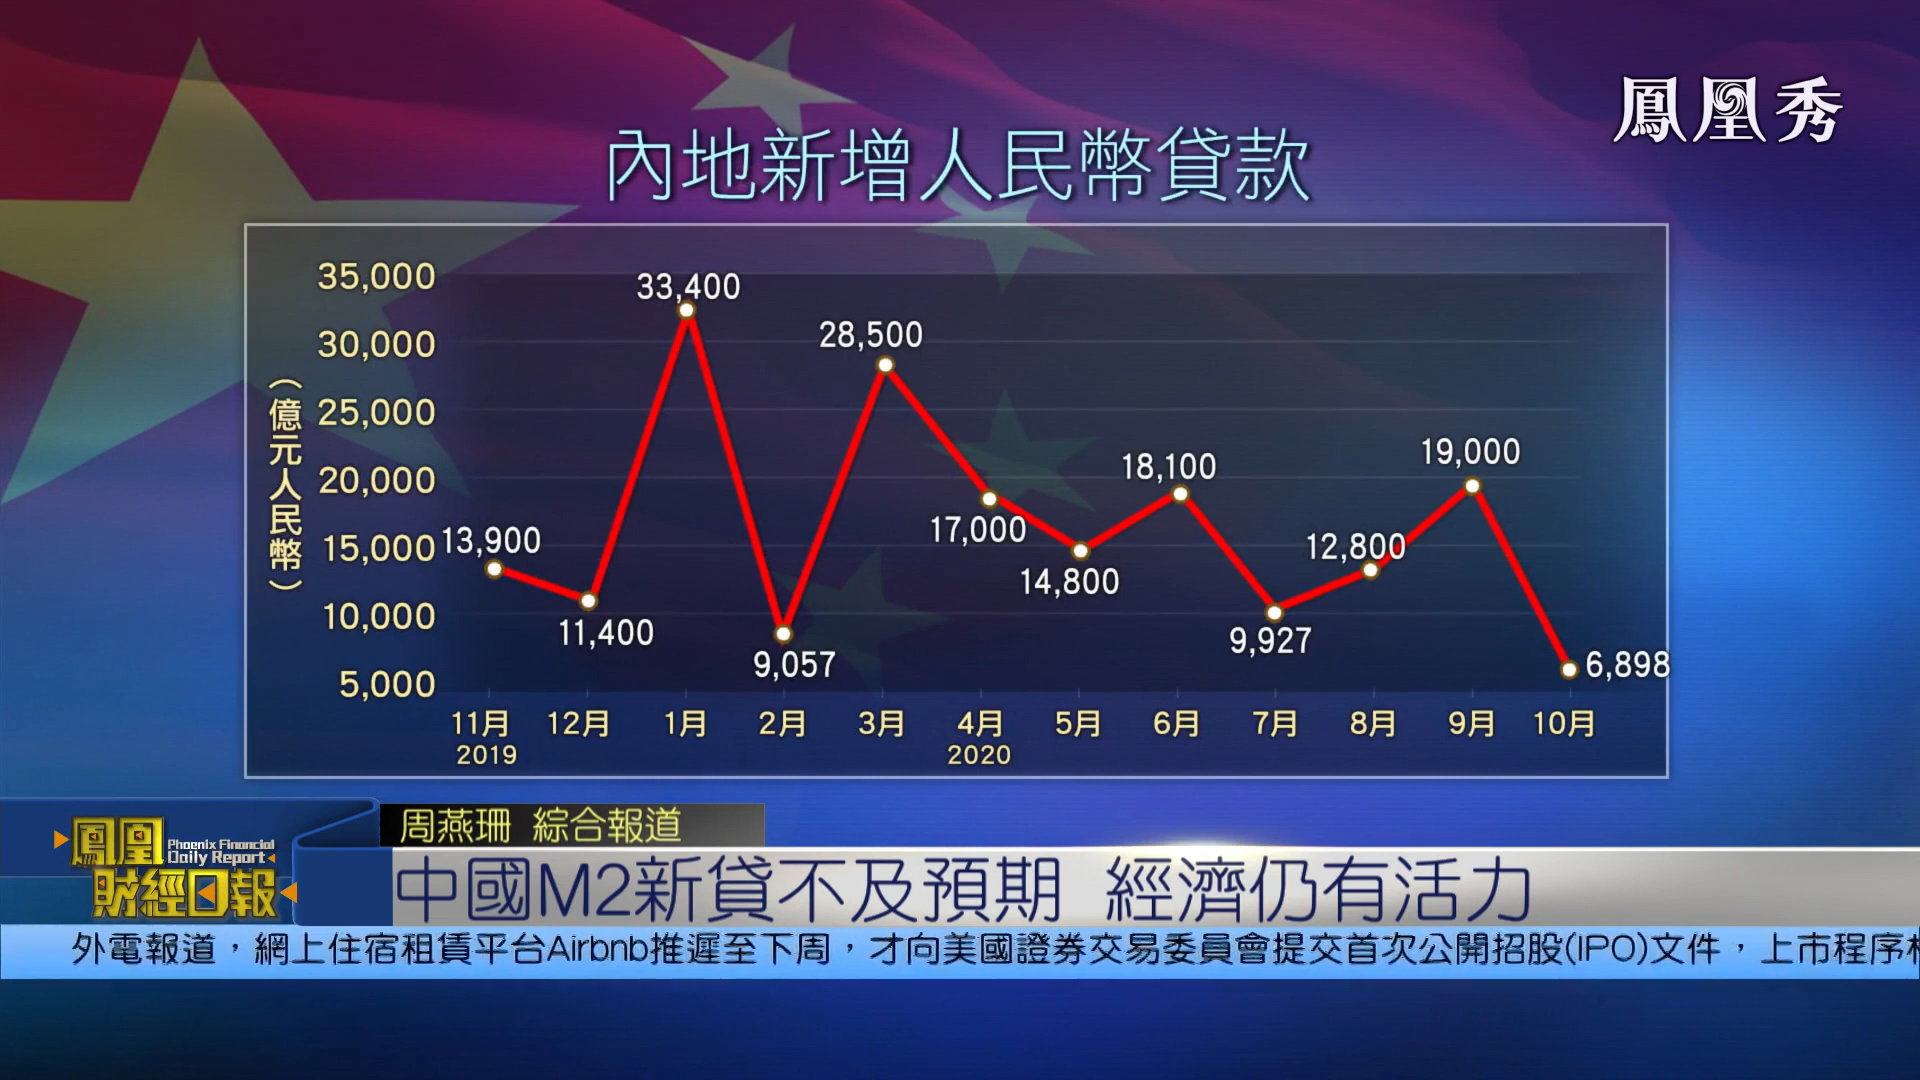 鳳凰秀
內地新增人民幣貸款
(億元人民幣)
35,000
30,000
25,000
20,000
15,000
10,000
5,000
13,900
11,400
33,400
9,057
28,500
17,000
14,800
18,100
9,927
12,800
19,000
6,898
11月 12月 1月 2月 3月 4月 5月 6月 7月 8月 9月 10月
2019 2020
周燕珊 綜合報道
鳳凰 Phoenix Financial Daily Report
財經日報
中國M2新貸不及預期 經濟仍有活力
外電報道，網上住宿租賃平台Airbnb推遲至下周，才向美國證券交易委員會提交首次公開招股(IPO)文件，上市程序